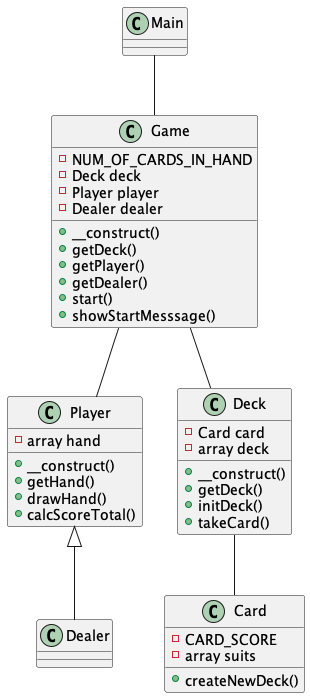 C Main
C Game
NUM_OF_CARDS_IN_HAND
Deck deck
Player player
Dealer dealer
__construct()
getDeck()
getPlayer()
getDealer()
start()
showStartMesssage()
C Player
array hand
__construct()
getHand()
drawHand()
calcScoreTotal()
C Deck
Card card
array deck
__construct()
getDeck()
initDeck()
takeCard()
C Dealer
C Card
CARD_SCORE
array suits
createNewDeck()